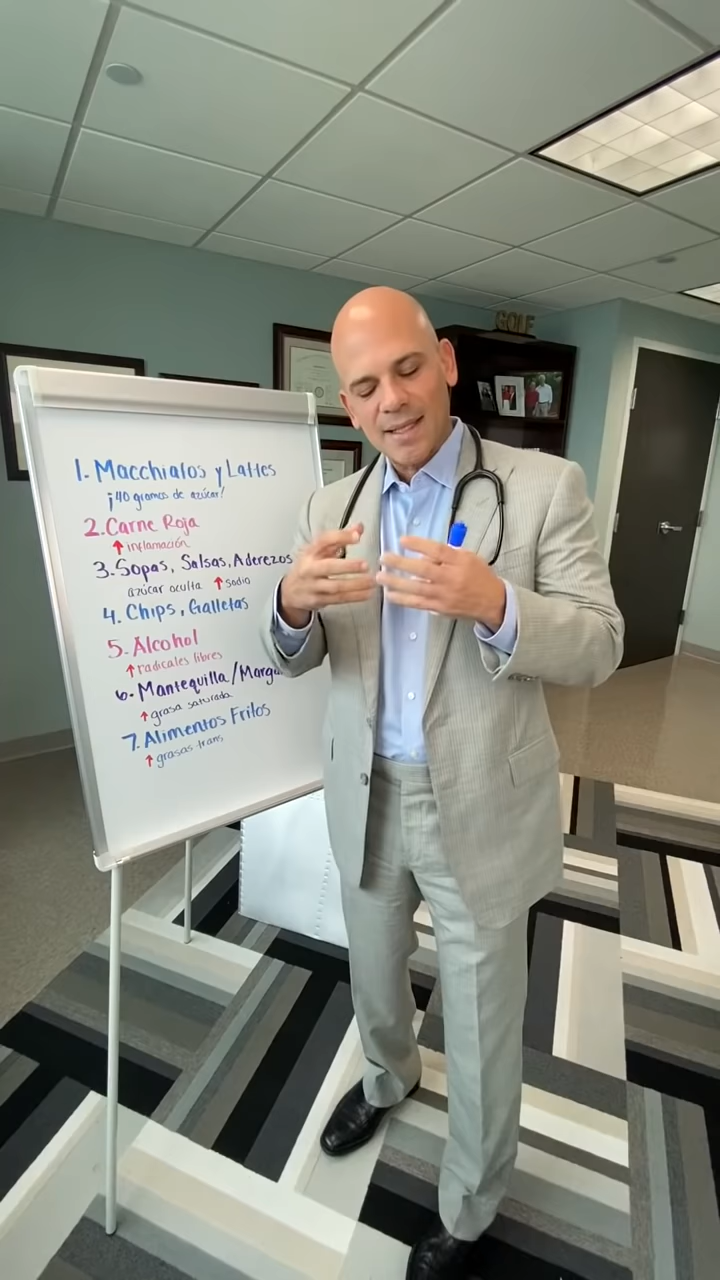 GOLF
1. Macchiatos y Lattes
¡40 gramos de azúcar!
2. Carne Roja
↑ inflamación
3. Sopas, Salsas, Aderezos
azúcar oculta ↑ sodio
4. Chips, Galletas
5. Alcohol
↑ radicales libres
6. Mantequilla/Marga
↑ grasa saturada
7. Alimentos Fritos
↑ grasas trans